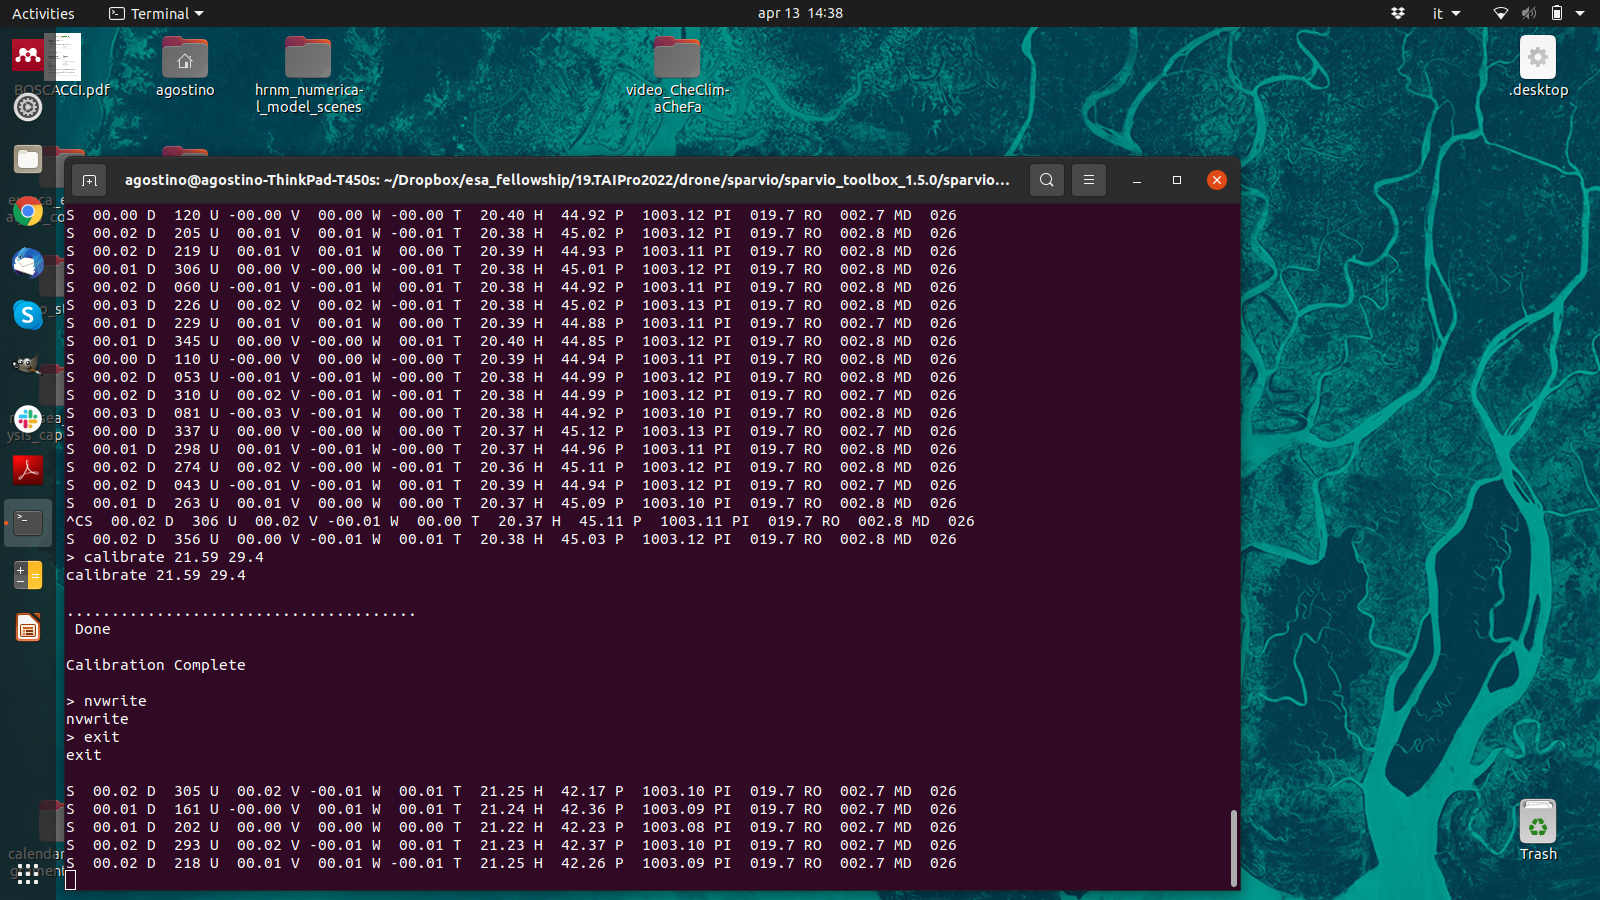 Activities
Terminal
apr 13 14:38
it
BOSCACCI.pdf
agostino
hrnm_numerica-
l_model_scenes
video_CheClim-
aCheFa
.desktop
agostino@agostino-ThinkPad-T450s: ~/Dropbox/esa_fellowship/19.TAIPro2022/drone/sparvio/sparvio_toolbox_1.5.0/sparvio...
S  00.00 D  120 U -00.00 V  00.00 W -00.00 T  20.40 H  44.92 P  1003.12 PI  019.7 RO  002.7 MD  026
S  00.02 D  205 U  00.01 V  00.01 W -00.01 T  20.38 H  45.02 P  1003.12 PI  019.7 RO  002.8 MD  026
S  00.02 D  219 U  00.01 V  00.01 W  00.00 T  20.39 H  44.93 P  1003.11 PI  019.7 RO  002.8 MD  026
S  00.01 D  306 U  00.00 V -00.00 W -00.01 T  20.38 H  45.01 P  1003.12 PI  019.7 RO  002.8 MD  026
S  00.02 D  060 U -00.01 V -00.01 W  00.01 T  20.38 H  44.92 P  1003.11 PI  019.7 RO  002.8 MD  026
S  00.03 D  226 U  00.02 V  00.02 W -00.01 T  20.38 H  45.02 P  1003.13 PI  019.7 RO  002.8 MD  026
S  00.01 D  229 U  00.01 V  00.01 W  00.00 T  20.39 H  44.88 P  1003.11 PI  019.7 RO  002.7 MD  026
S  00.01 D  345 U  00.00 V -00.00 W  00.01 T  20.40 H  44.85 P  1003.12 PI  019.7 RO  002.8 MD  026
S  00.00 D  110 U -00.00 V  00.00 W -00.00 T  20.39 H  44.94 P  1003.11 PI  019.7 RO  002.8 MD  026
S  00.02 D  053 U -00.01 V -00.01 W  00.00 T  20.38 H  44.99 P  1003.12 PI  019.7 RO  002.8 MD  026
S  00.02 D  310 U  00.02 V -00.01 W -00.01 T  20.38 H  44.99 P  1003.12 PI  019.7 RO  002.8 MD  026
S  00.03 D  081 U -00.03 V -00.01 W  00.00 T  20.38 H  44.92 P  1003.10 PI  019.7 RO  002.8 MD  026
S  00.00 D  337 U  00.00 V -00.00 W  00.00 T  20.37 H  45.12 P  1003.13 PI  019.7 RO  002.7 MD  026
S  00.01 D  298 U  00.01 V -00.01 W -00.00 T  20.37 H  44.96 P  1003.11 PI  019.7 RO  002.8 MD  026
S  00.02 D  274 U  00.02 V -00.00 W -00.01 T  20.36 H  45.11 P  1003.12 PI  019.7 RO  002.8 MD  026
S  00.02 D  043 U -00.01 V -00.01 W  00.01 T  20.39 H  44.94 P  1003.12 PI  019.7 RO  002.7 MD  026
S  00.01 D  263 U  00.01 V  00.00 W  00.00 T  20.37 H  45.09 P  1003.10 PI  019.7 RO  002.8 MD  026
^CS  00.02 D  306 U  00.02 V -00.01 W  00.00 T  20.37 H  45.11 P  1003.11 PI  019.7 RO  002.8 MD  026
S  00.02 D  356 U  00.00 V -00.01 W  00.01 T  20.38 H  45.03 P  1003.12 PI  019.7 RO  002.8 MD  026
> calibrate 21.59 29.4
calibrate 21.59 29.4
.......................................
Done
Calibration Complete
> nvwrite
nvwrite
> exit
exit
S  00.02 D  305 U  00.02 V -00.01 W  00.01 T  21.25 H  42.17 P  1003.10 PI  019.7 RO  002.7 MD  026
S  00.01 D  161 U -00.00 V  00.01 W  00.00 T  21.24 H  42.36 P  1003.09 PI  019.7 RO  002.7 MD  026
S  00.01 D  202 U  00.00 V  00.00 W  00.00 T  21.22 H  42.23 P  1003.08 PI  019.7 RO  002.7 MD  026
S  00.02 D  293 U  00.02 V -00.01 W  00.01 T  21.23 H  42.37 P  1003.10 PI  019.7 RO  002.7 MD  026
S  00.02 D  218 U  00.01 V  00.01 W -00.01 T  21.25 H  42.26 P  1003.09 PI  019.7 RO  002.7 MD  026
Trash